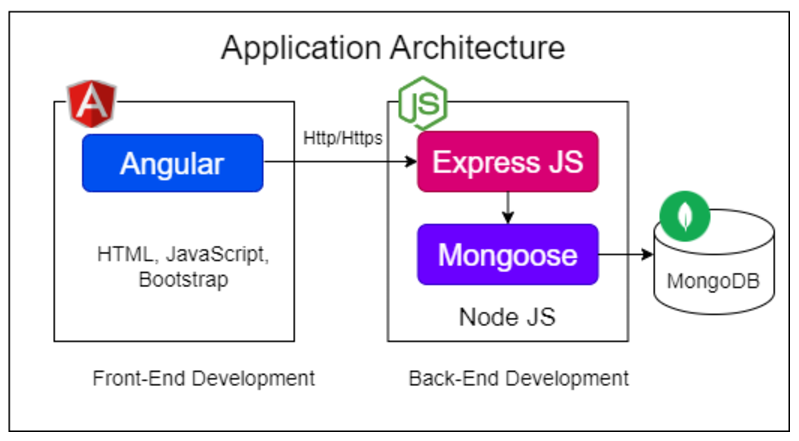 Application Architecture
A
Angular
HTML, JavaScript,
Bootstrap
Http/Https
JS
Express JS
Mongoose
Node JS
MongoDB
Front-End Development
Back-End Development